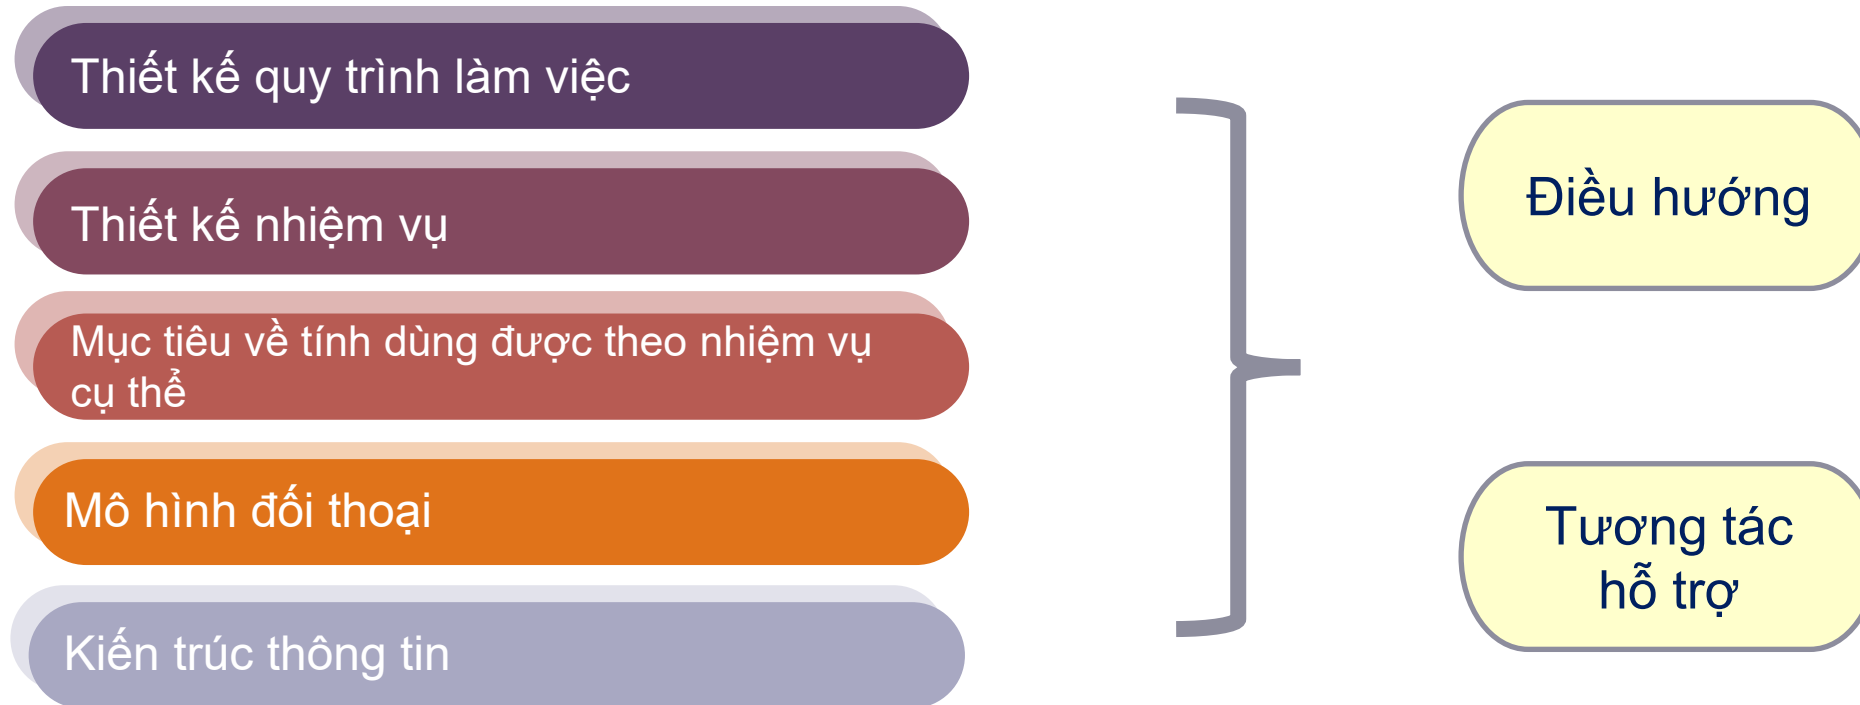 Thiết kế quy trình làm việc
Thiết kế nhiệm vụ
Mục tiêu về tính dùng được theo nhiệm vụ
cụ thể
Mô hình đối thoại
Kiến trúc thông tin
Điều hướng
Tương tác
hỗ trợ